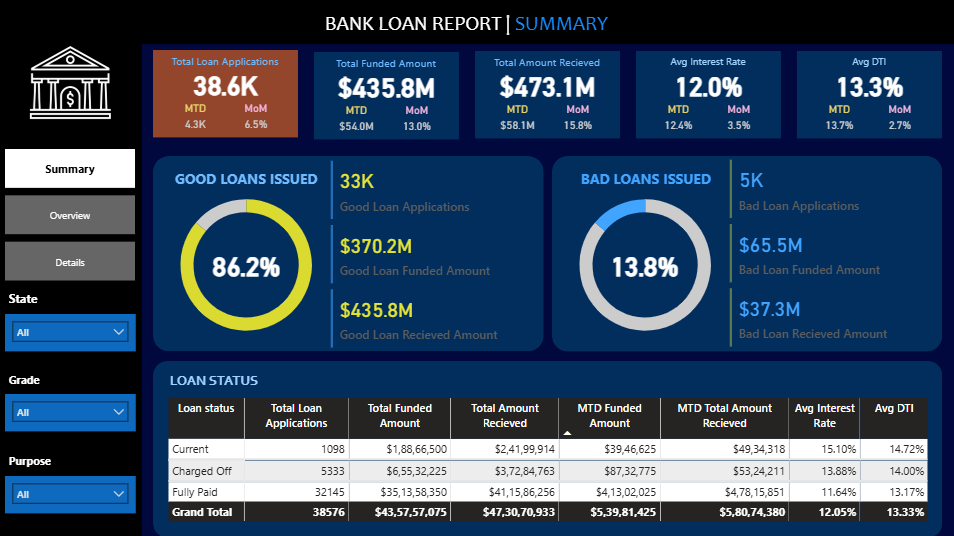 BANK LOAN REPORT | SUMMARY
Total Loan Applications
38.6K
MTD MoM
4.3K 6.5%
Total Funded Amount
$435.8M
MTD MoM
$54.0M 13.0%
Total Amount Recieved
$473.1M
MTD MoM
$58.1M 15.8%
Avg Interest Rate
12.0%
MTD MoM
12.4% 3.5%
Avg DTI
13.3%
MTD MoM
13.7% 2.7%
$
Summary
Overview
Details
State
All
Grade
All
Purpose
All
GOOD LOANS ISSUED
86.2%
33K
Good Loan Applications
$370.2M
Good Loan Funded Amount
$435.8M
Good Loan Recieved Amount
BAD LOANS ISSUED
13.8%
5K
Bad Loan Applications
$65.5M
Bad Loan Funded Amount
$37.3M
Bad Loan Recieved Amount
LOAN STATUS
Loan status Total Loan Applications Total Funded Amount Total Amount Recieved MTD Funded Amount MTD Total Amount Recieved Avg Interest Rate Avg DTI
Current 1098 $1,88,66,500 $2,41,99,914 $39,46,625 $49,34,318 15.10% 14.72%
Charged Off 5333 $6,55,32,225 $3,72,84,763 $87,32,775 $53,24,211 13.88% 14.00%
Fully Paid 32145 $35,13,58,350 $41,15,86,256 $4,13,02,025 $4,78,15,851 11.64% 13.17%
Grand Total 38576 $43,57,57,075 $47,30,70,933 $5,39,81,425 $5,80,74,380 12.05% 13.33%